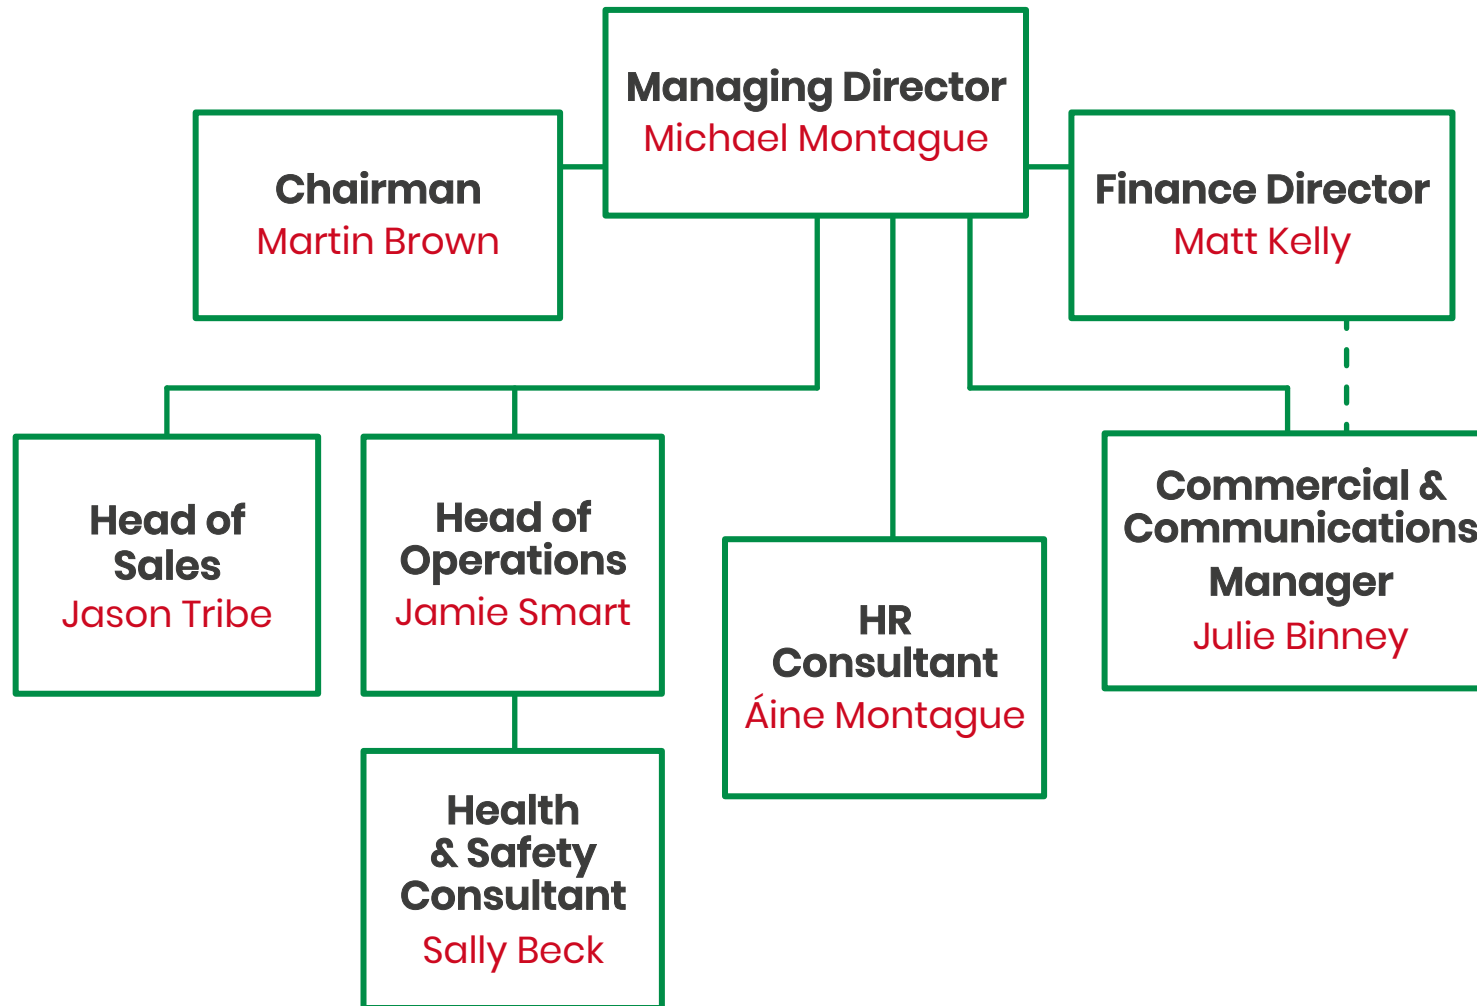 Managing Director
Michael Montague
Chairman
Martin Brown
Finance Director
Matt Kelly
Head of
Sales
Jason Tribe
Head of
Operations
Jamie Smart
HR
Consultant
Áine Montague
Commercial &
Communications
Manager
Julie Binney
Health
& Safety
Consultant
Sally Beck